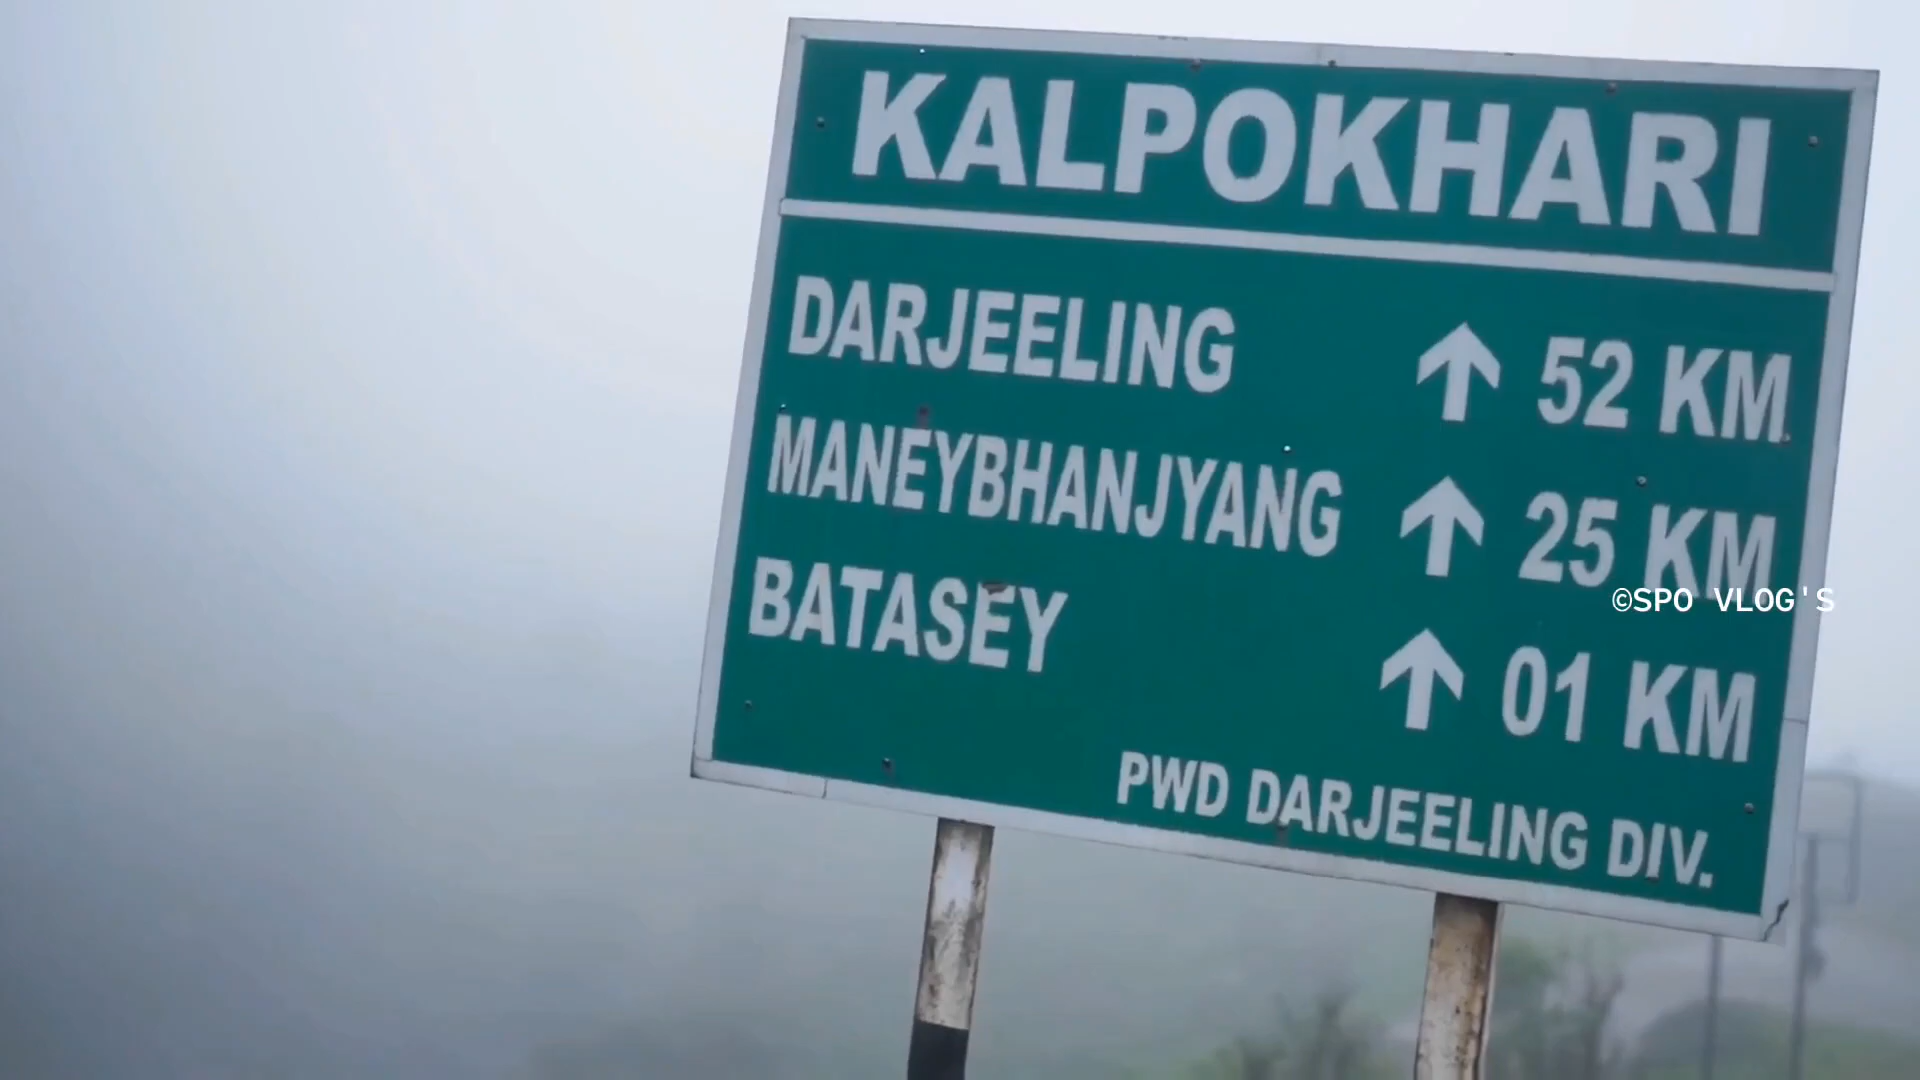 KALPOKHARI
DARJEELING ↑ 52 KM
MANEYBHANJYANG ↑ 25 KM
©SPO VLOG'S
BATASEY ↑ 01 KM
PWD DARJEELING DIV.